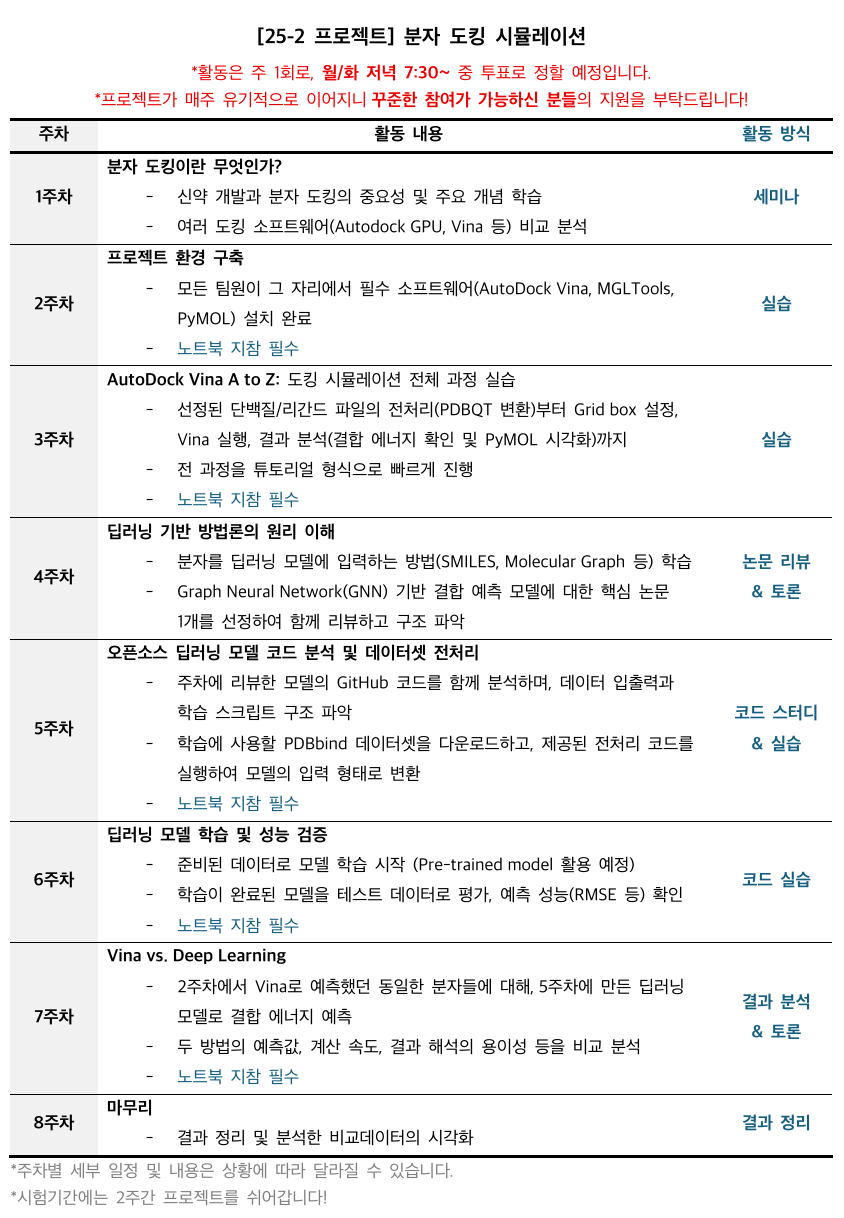 [25-2 프로젝트] 분자 도킹 시뮬레이션
*활동은 주 1회로, 월/화 저녁 7:30~ 중 투표로 정할 예정입니다.
*프로젝트가 매주 유기적으로 이어지니 꾸준한 참여가 가능하신 분들의 지원을 부탁드립니다!
주차 활동 내용 활동 방식
분자 도킹이란 무엇인가?
1주차 - 신약 개발과 분자 도킹의 중요성 및 주요 개념 학습 세미나
- 여러 도킹 소프트웨어(Autodock GPU, Vina 등) 비교 분석
프로젝트 환경 구축
- 모든 팀원이 그 자리에서 필수 소프트웨어(AutoDock Vina, MGLTools,
2주차 실습
PyMOL) 설치 완료
- 노트북 지참 필수
AutoDock Vina A to Z: 도킹 시뮬레이션 전체 과정 실습
- 선정된 단백질/리간드 파일의 전처리(PDBQT 변환)부터 Grid box 설정,
3주차 Vina 실행, 결과 분석(결합 에너지 확인 및 PyMOL 시각화)까지 실습
- 전 과정을 튜토리얼 형식으로 빠르게 진행
- 노트북 지참 필수
딥러닝 기반 방법론의 원리 이해
- 분자를 딥러닝 모델에 입력하는 방법(SMILES, Molecular Graph 등) 학습 논문 리뷰
4주차
- Graph Neural Network(GNN) 기반 결합 예측 모델에 대한 핵심 논문 & 토론
1개를 선정하여 함께 리뷰하고 구조 파악
오픈소스 딥러닝 모델 코드 분석 및 데이터셋 전처리
- 주차에 리뷰한 모델의 GitHub 코드를 함께 분석하며, 데이터 입출력과
학습 스크립트 구조 파악 코드 스터디
5주차
- 학습에 사용할 PDBbind 데이터셋을 다운로드하고, 제공된 전처리 코드를 & 실습
실행하여 모델의 입력 형태로 변환
- 노트북 지참 필수
딥러닝 모델 학습 및 성능 검증
- 준비된 데이터로 모델 학습 시작 (Pre-trained model 활용 예정)
6주차 코드 실습
- 학습이 완료된 모델을 테스트 데이터로 평가, 예측 성능(RMSE 등) 확인
- 노트북 지참 필수
Vina vs. Deep Learning
- 2주차에서 Vina로 예측했던 동일한 분자들에 대해, 5주차에 만든 딥러닝
결과 분석
7주차 모델로 결합 에너지 예측
& 토론
- 두 방법의 예측값, 계산 속도, 결과 해석의 용이성 등을 비교 분석
- 노트북 지참 필수
마무리
8주차 결과 정리
- 결과 정리 및 분석한 비교데이터의 시각화
*주차별 세부 일정 및 내용은 상황에 따라 달라질 수 있습니다.
*시험기간에는 2주간 프로젝트를 쉬어갑니다!